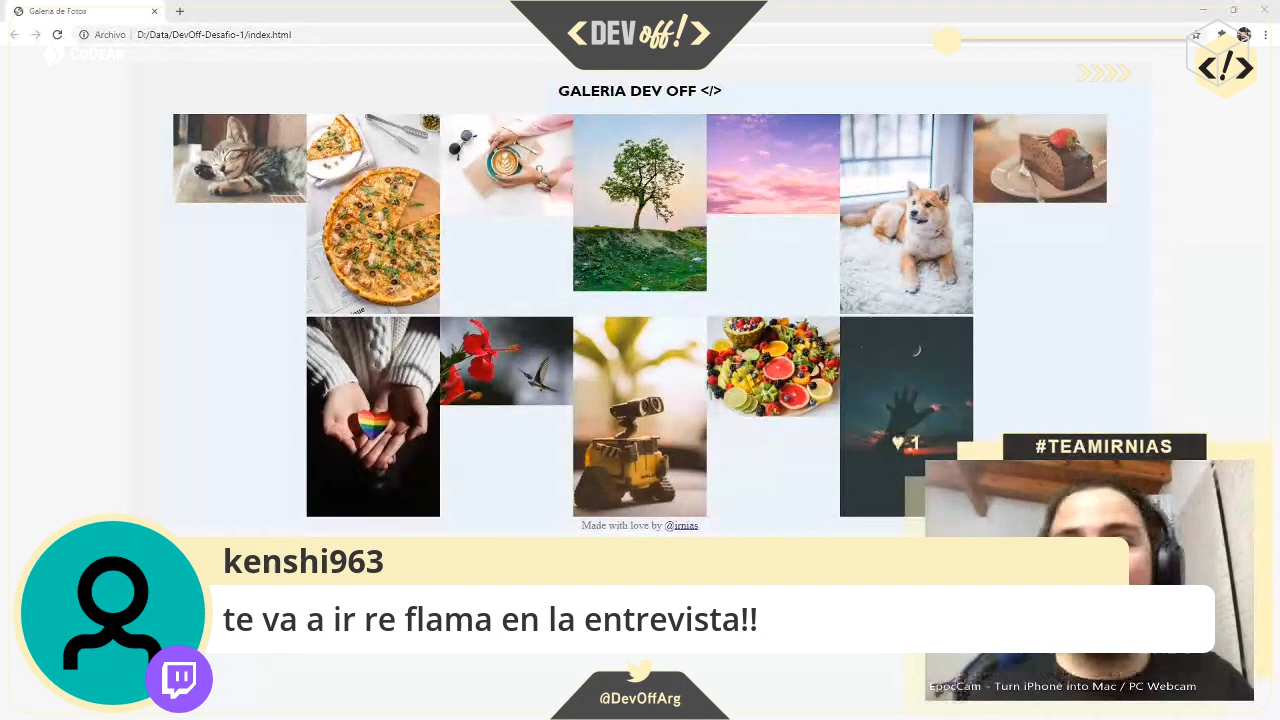 Galeria de Fotos
Archivo D:/Data/DevOff-Desafio-1/index.html
CODEAR
<DEV off!>
<!/>
GALERIA DEV OFF </>
♥ 1
#TEAMIRNIAS
Made with love by @irnias
kenshi963
te va a ir re flama en la entrevista!!
EpocCam - Turn iPhone into Mac / PC Webcam
@DevOffArg